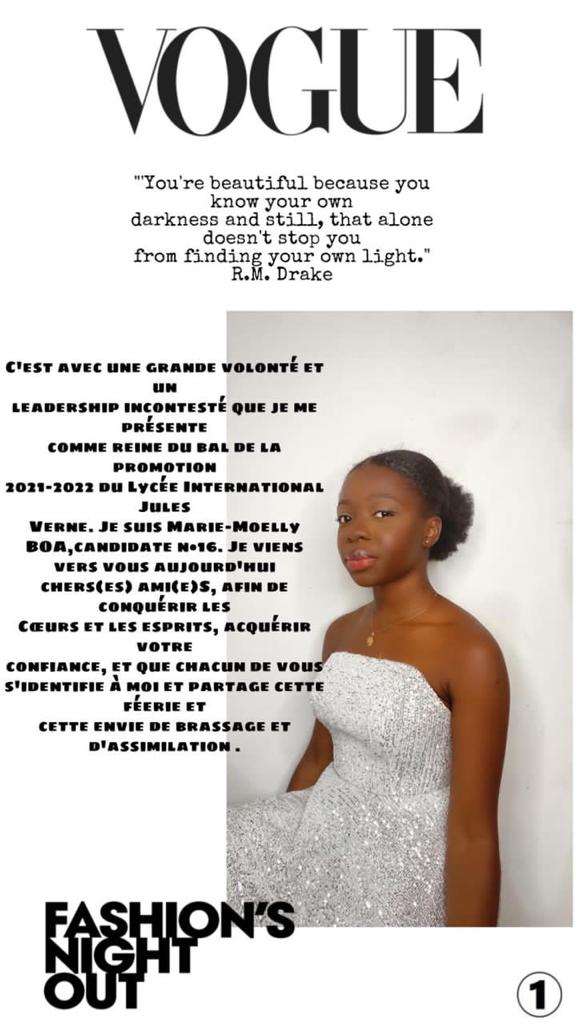 VOGUE
"'You're beautiful because you
know your own
darkness and still, that alone
doesn't stop you
from finding your own light."
R.M. Drake
C'est avec une grande volonté et
un
leadership incontesté que je me
présente
comme reine du bal de la
promotion
2021-2022 du Lycée International
Jules
Verne. Je suis Marie-Moelly
BOA,candidate n•16. Je viens
vers vous aujourd'hui
chers(es) ami(e)s, afin de
conquérir les
Cœurs et les esprits, acquérir
votre
confiance, et que chacun de vous
s'identifie à moi et partage cette
féerie et
cette envie de brassage et
d'assimilation .
FASHION'S
NIGHT
OUT
1